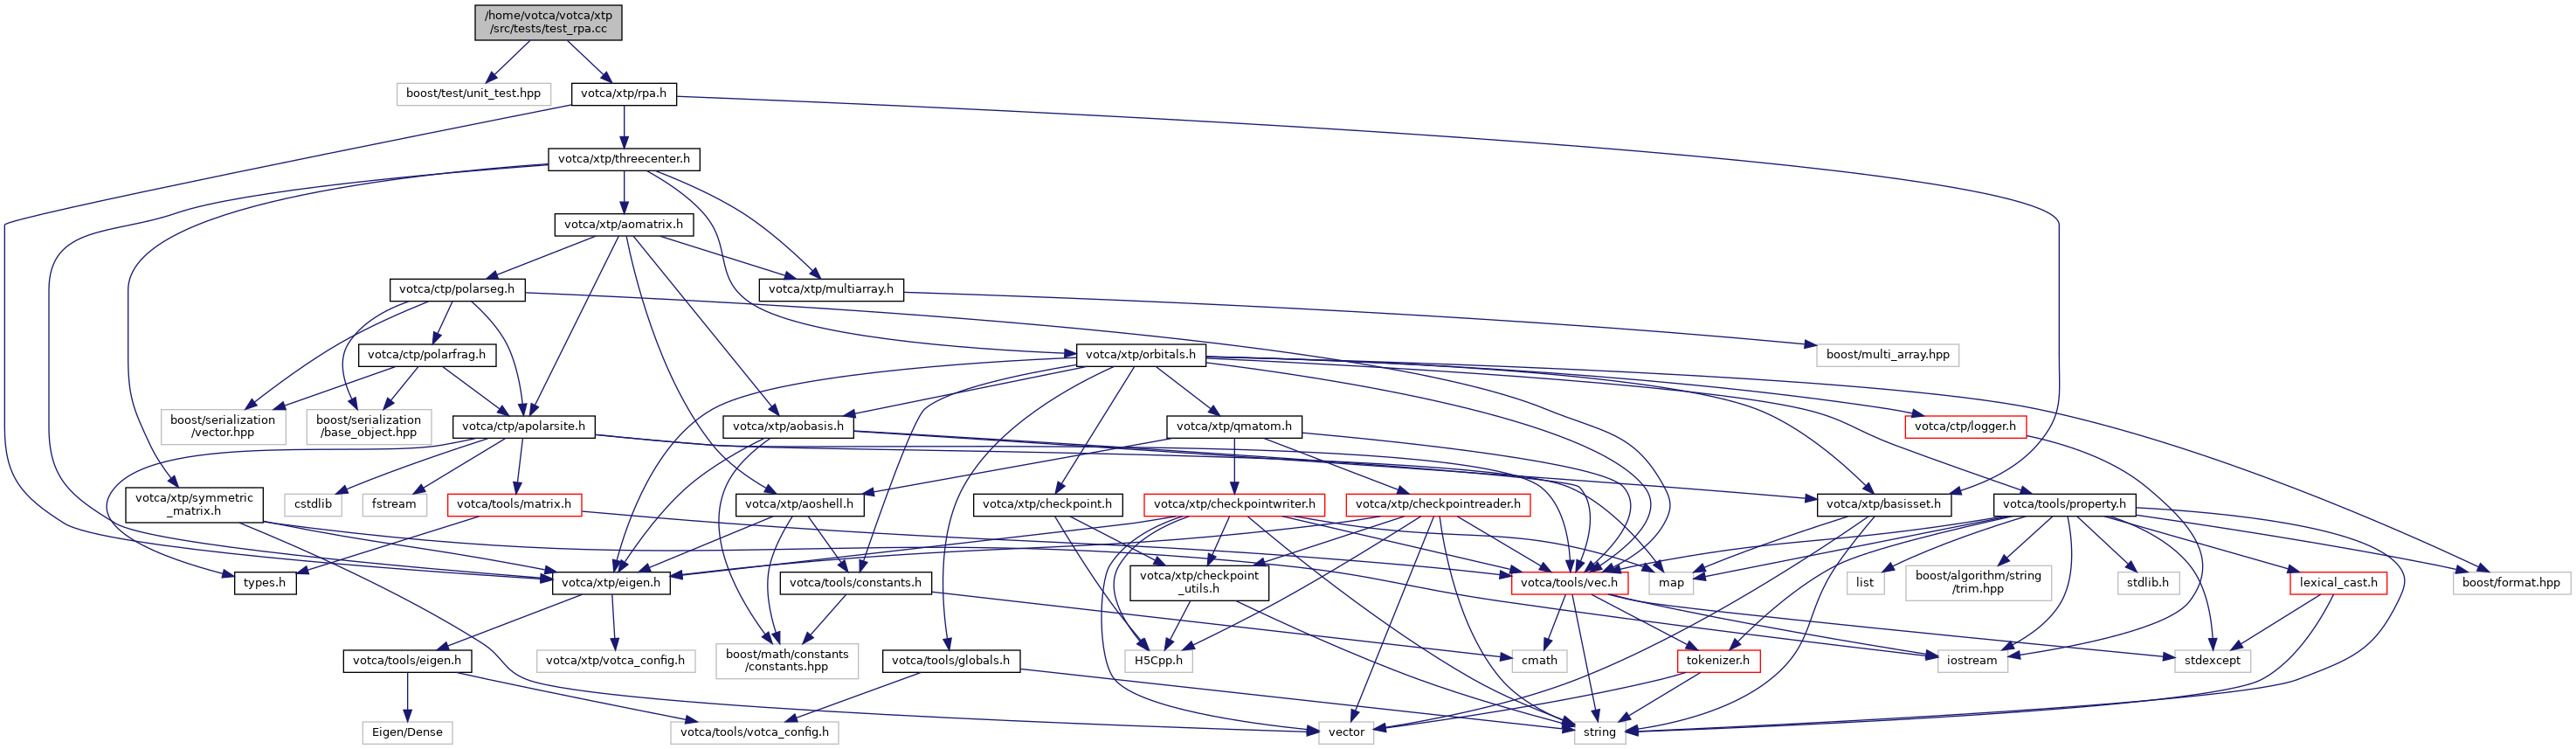 /home/votca/votca/xtp
/src/tests/test_rpa.cc
boost/test/unit_test.hpp
votca/xtp/rpa.h
votca/xtp/threecenter.h
votca/xtp/aomatrix.h
votca/ctp/polarseg.h
votca/xtp/multiarray.h
votca/ctp/polarfrag.h
votca/xtp/orbitals.h
boost/multi_array.hpp
boost/serialization
/vector.hpp
boost/serialization
/base_object.hpp
votca/ctp/apolarsite.h
votca/xtp/aobasis.h
votca/xtp/qmatom.h
votca/ctp/logger.h
votca/xtp/symmetric
_matrix.h
cstdlib
fstream
votca/tools/matrix.h
votca/xtp/aoshell.h
votca/xtp/checkpoint.h
votca/xtp/checkpointwriter.h
votca/xtp/checkpointreader.h
votca/xtp/basisset.h
votca/tools/property.h
types.h
votca/xtp/eigen.h
votca/tools/constants.h
votca/xtp/checkpoint
_utils.h
votca/tools/vec.h
map
list
boost/algorithm/string
/trim.hpp
stdlib.h
lexical_cast.h
boost/format.hpp
votca/tools/eigen.h
votca/xtp/votca_config.h
boost/math/constants
/constants.hpp
votca/tools/globals.h
H5Cpp.h
cmath
tokenizer.h
iostream
stdexcept
Eigen/Dense
votca/tools/votca_config.h
vector
string